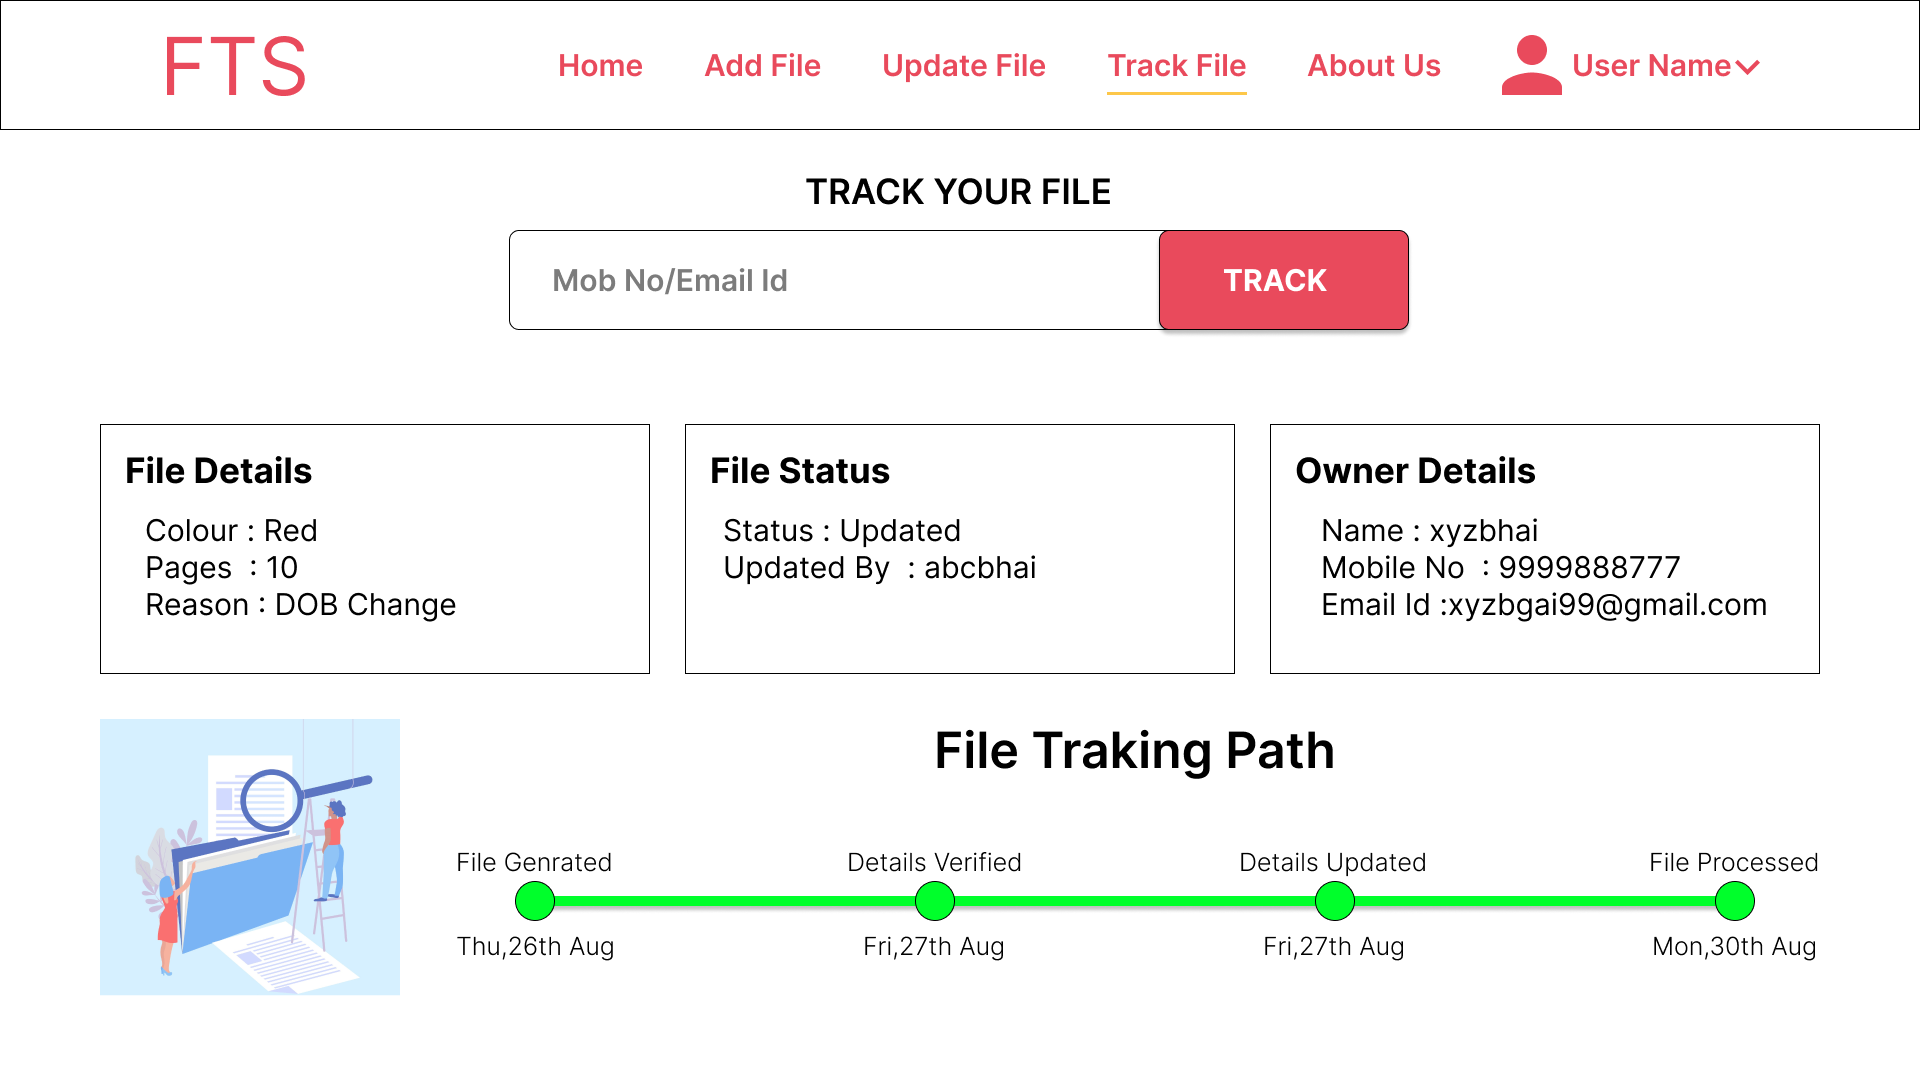 FTS
Home
Add File
Update File
Track File
About Us
User Name
TRACK YOUR FILE
Mob No/Email Id
TRACK
File Details
Colour : Red
Pages  : 10
Reason : DOB Change
File Status
Status : Updated
Updated By  : abcbhai
Owner Details
Name : xyzbhai
Mobile No  : 9999888777
Email Id :xyzbgai99@gmail.com
File Traking Path
File Genrated
Details Verified
Details Updated
File Processed
Thu,26th Aug
Fri,27th Aug
Fri,27th Aug
Mon,30th Aug